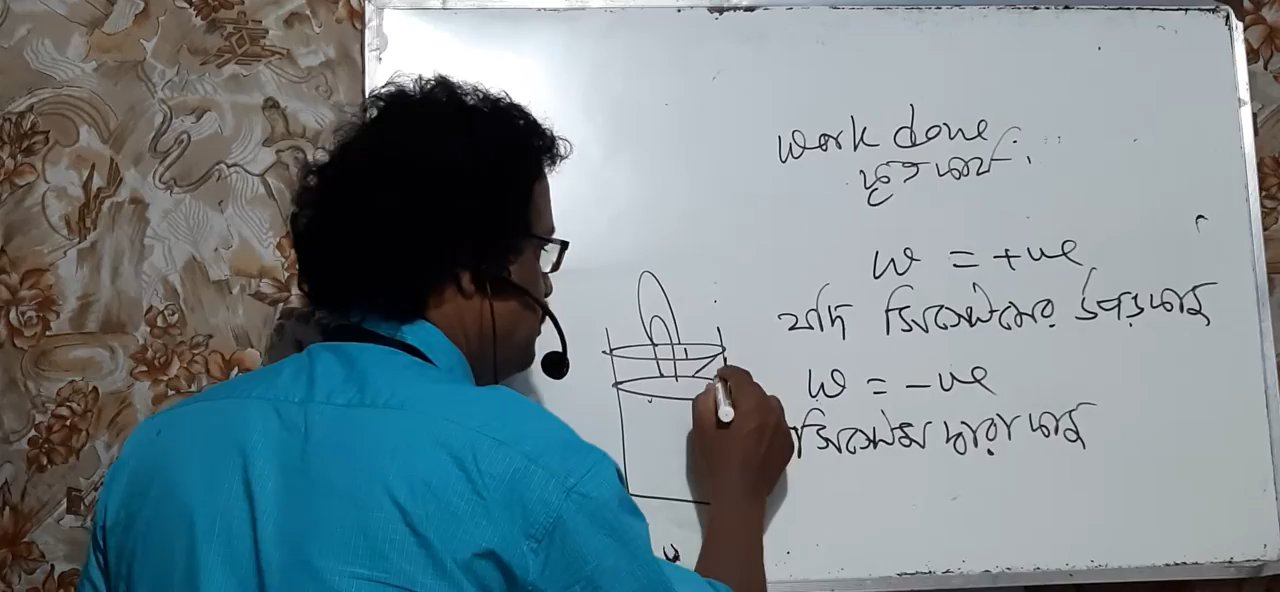 work done
কৃতকার্য
w = +ve
যদি সিস্টেমের উপর কার্য
w = -ve
সিস্টেম দ্বারা কার্য